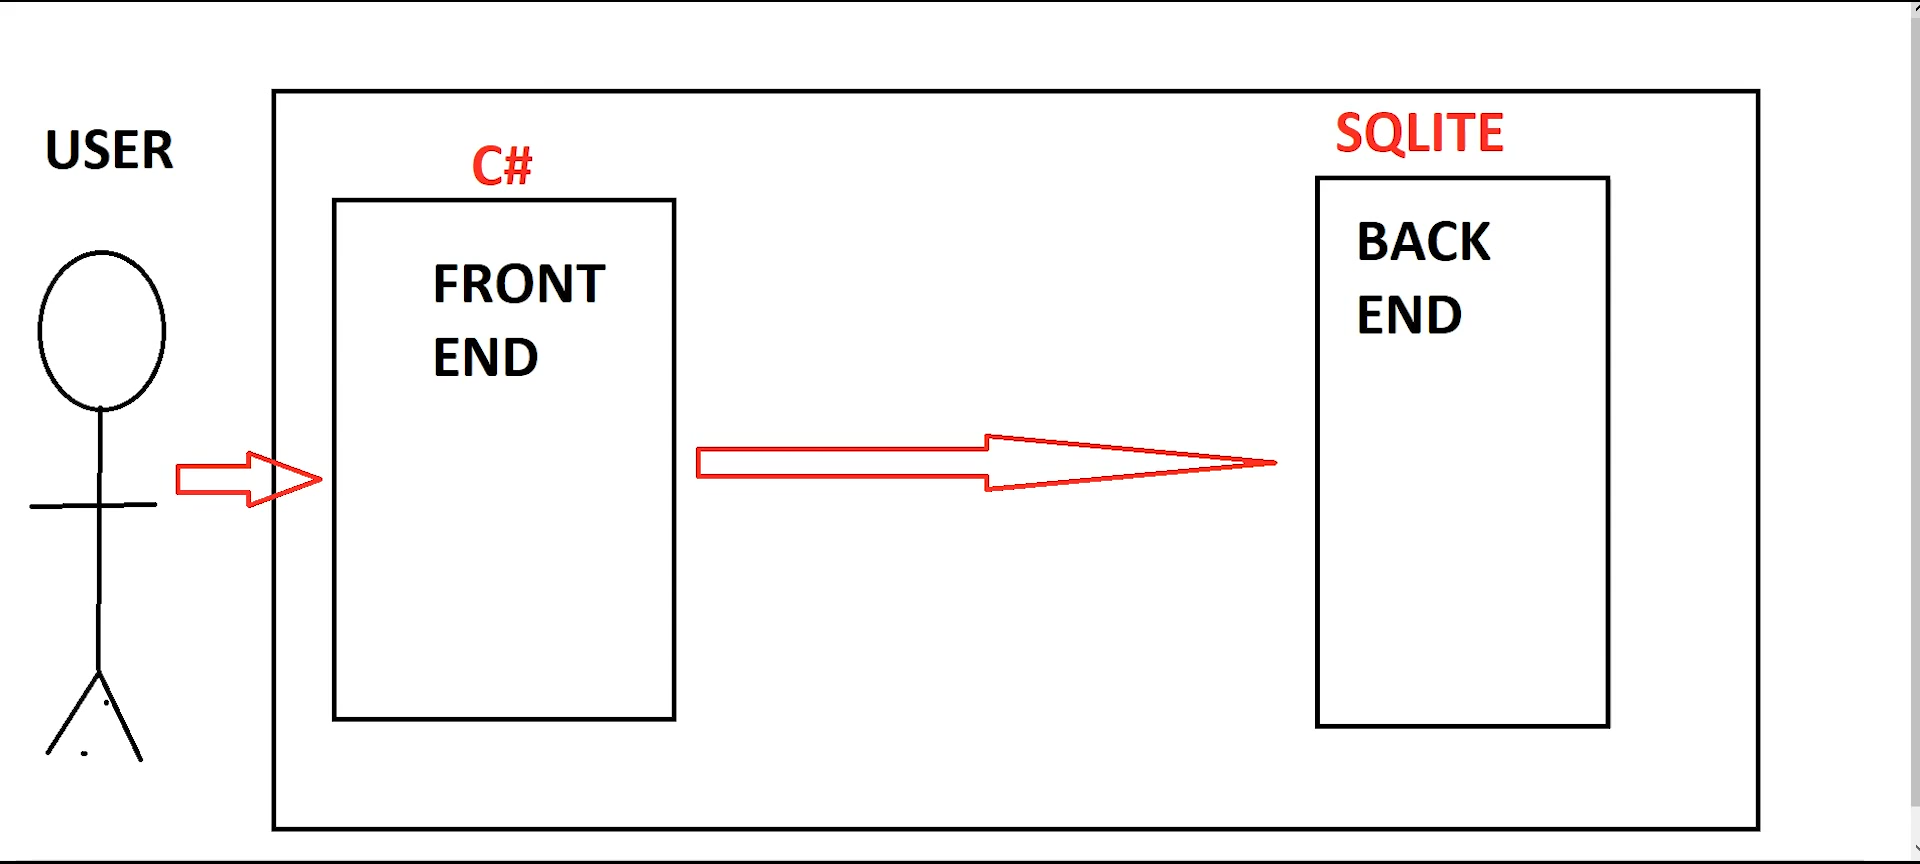 USER
C#
FRONT
END
SQLITE
BACK
END